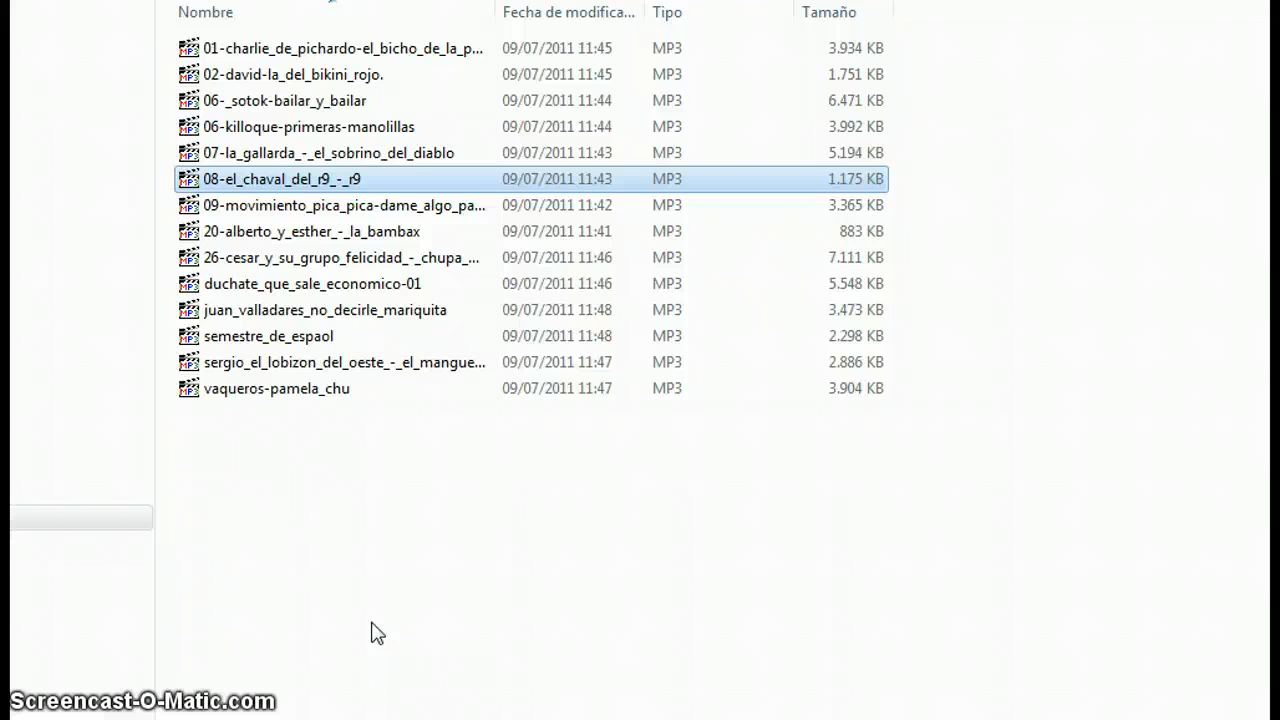 Nombre Fecha de modifica... Tipo Tamaño
01-charlie_de_pichardo-el_bicho_de_la_p... 09/07/2011 11:45 MP3 3.934 KB
02-david-la_del_bikini_rojo. 09/07/2011 11:45 MP3 1.751 KB
06-_sotok-bailar_y_bailar 09/07/2011 11:44 MP3 6.471 KB
06-killoque-primeras-manolillas 09/07/2011 11:44 MP3 3.992 KB
07-la_gallarda_-_el_sobrino_del_diablo 09/07/2011 11:43 MP3 5.194 KB
08-el_chaval_del_r9_-_r9 09/07/2011 11:43 MP3 1.175 KB
09-movimiento_pica_pica-dame_algo_pa... 09/07/2011 11:42 MP3 3.365 KB
20-alberto_y_esther_-_la_bambax 09/07/2011 11:41 MP3 883 KB
26-cesar_y_su_grupo_felicidad_-_chupa_... 09/07/2011 11:46 MP3 7.111 KB
duchate_que_sale_economico-01 09/07/2011 11:46 MP3 5.548 KB
juan_valladares_no_decirle_mariquita 09/07/2011 11:48 MP3 3.473 KB
semestre_de_espaol 09/07/2011 11:48 MP3 2.298 KB
sergio_el_lobizon_del_oeste_-_el_mangue... 09/07/2011 11:47 MP3 2.886 KB
vaqueros-pamela_chu 09/07/2011 11:47 MP3 3.904 KB
Screencast-O-Matic.com